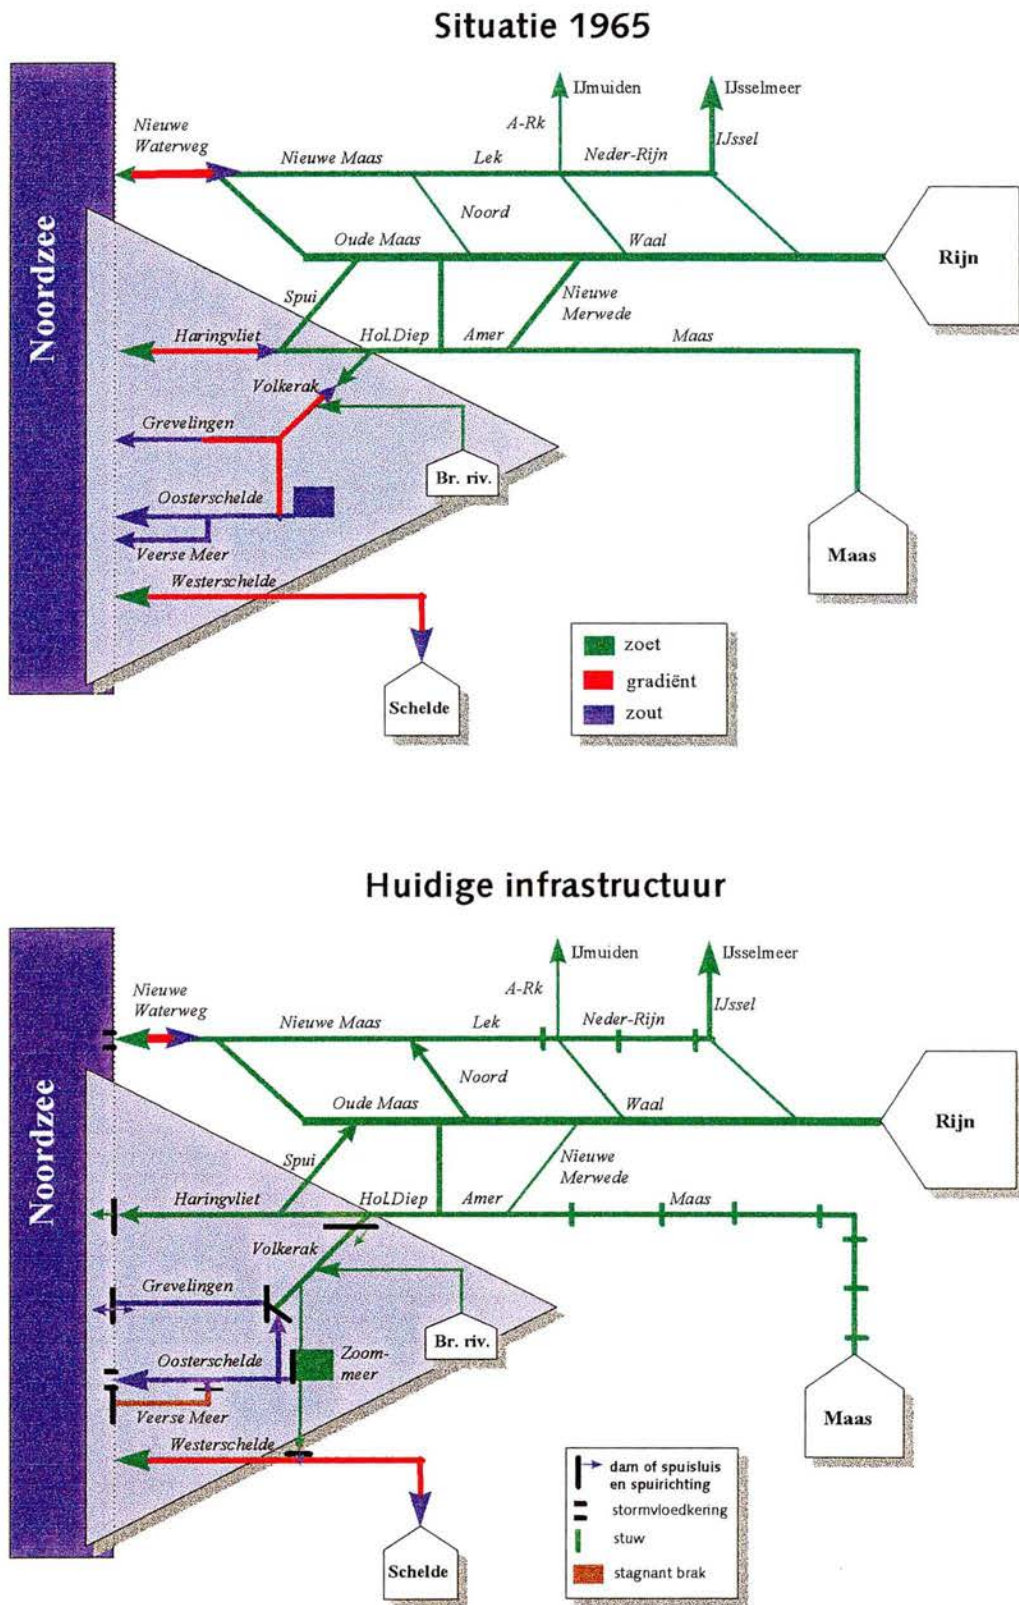 Situatie 1965
IJmuiden
IJsselmeer
Nieuwe
Waterweg
A-Rk
IJssel
Nieuwe Maas
Lek
Neder-Rijn
Noordzee
Noord
Oude Maas
Waal
Rijn
Spui
Nieuwe
Merwede
Haringvliet
Hol.Diep
Amer
Maas
Volkerak
Grevelingen
Br. riv.
Oosterschelde
Veerse Meer
Maas
Westerschelde
zoet
gradiënt
zout
Schelde
Huidige infrastructuur
IJmuiden
IJsselmeer
Nieuwe
Waterweg
A-Rk
IJssel
Nieuwe Maas
Lek
Neder-Rijn
Noordzee
Noord
Oude Maas
Waal
Rijn
Spui
Nieuwe
Merwede
Haringvliet
Hol.Diep
Amer
Maas
Volkerak
Grevelingen
Br. riv.
Oosterschelde
Zoom-
meer
Veerse Meer
Maas
Westerschelde
dam of spuisluis
en spuirichting
stormvloedkering
stuw
stagnant brak
Schelde